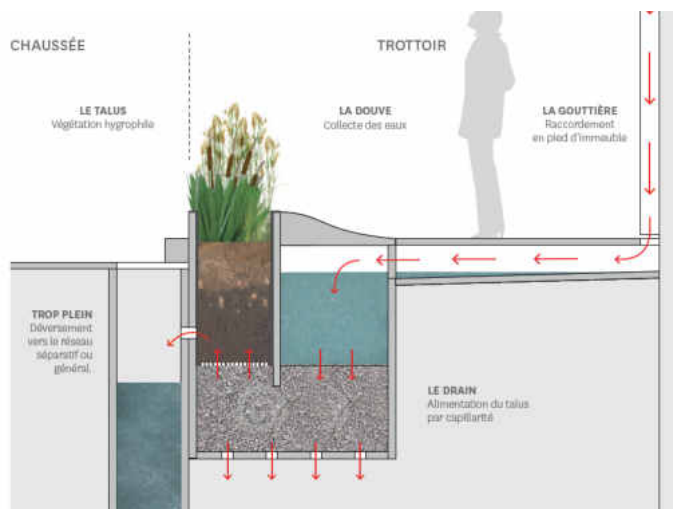 CHAUSSÉE
TROTTOIR
LE TALUS
Végétation hygrophile
LA DOUVE
Collecte des eaux
LA GOUTTIÈRE
Raccordement
en pied d'immeuble
TROP PLEIN
Déversement
vers le réseau
séparatif ou
général.
LE DRAIN
Alimentation du talus
par capillarité